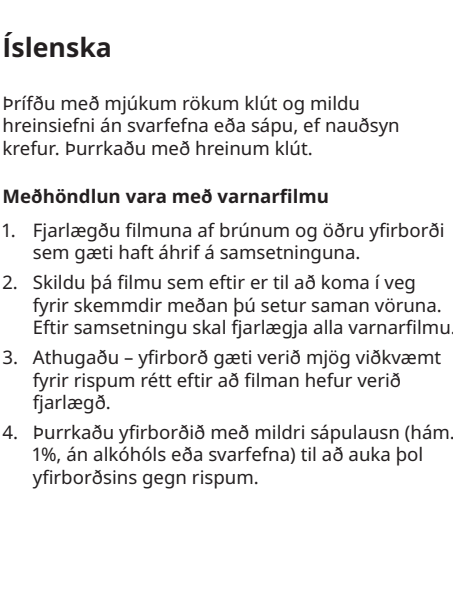 Íslenska
Þrífðu með mjúkum rökum klút og mildu
hreinsiefni án svarfefna eða sápu, ef nauðsyn
krefur. Þurrkaðu með hreinum klút.
Meðhöndlun vara með varnarfilmu
1. Fjarlægðu filmuna af brúnum og öðru yfirborði
sem gæti haft áhrif á samsetninguna.
2. Skildu þá filmu sem eftir er til að koma í veg
fyrir skemmdir meðan þú setur saman vöruna.
Eftir samsetningu skal fjarlægja alla varnarfilmu.
3. Athugaðu – yfirborð gæti verið mjög viðkvæmt
fyrir rispum rétt eftir að filman hefur verið
fjarlægð.
4. Þurrkaðu yfirborðið með mildri sápulausn (hám.
1%, án alkóhóls eða svarfefna) til að auka þol
yfirborðsins gegn rispum.